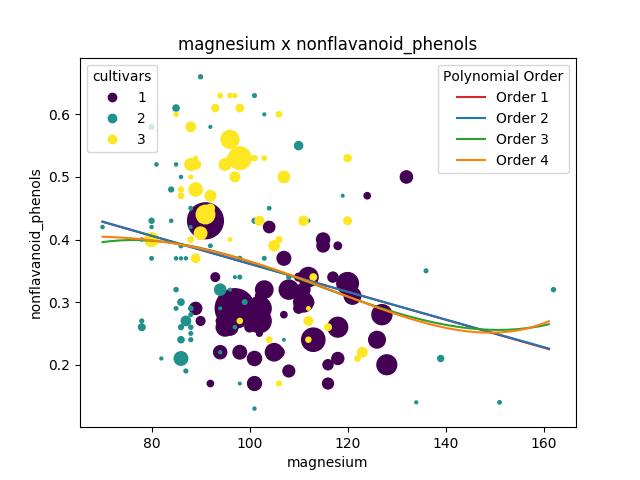 magnesium x nonflavanoid_phenols
cultivars
1
2
3
Polynomial Order
Order 1
Order 2
Order 3
Order 4
nonflavanoid_phenols
0.6
0.5
0.4
0.3
0.2
80 100 120 140 160
magnesium